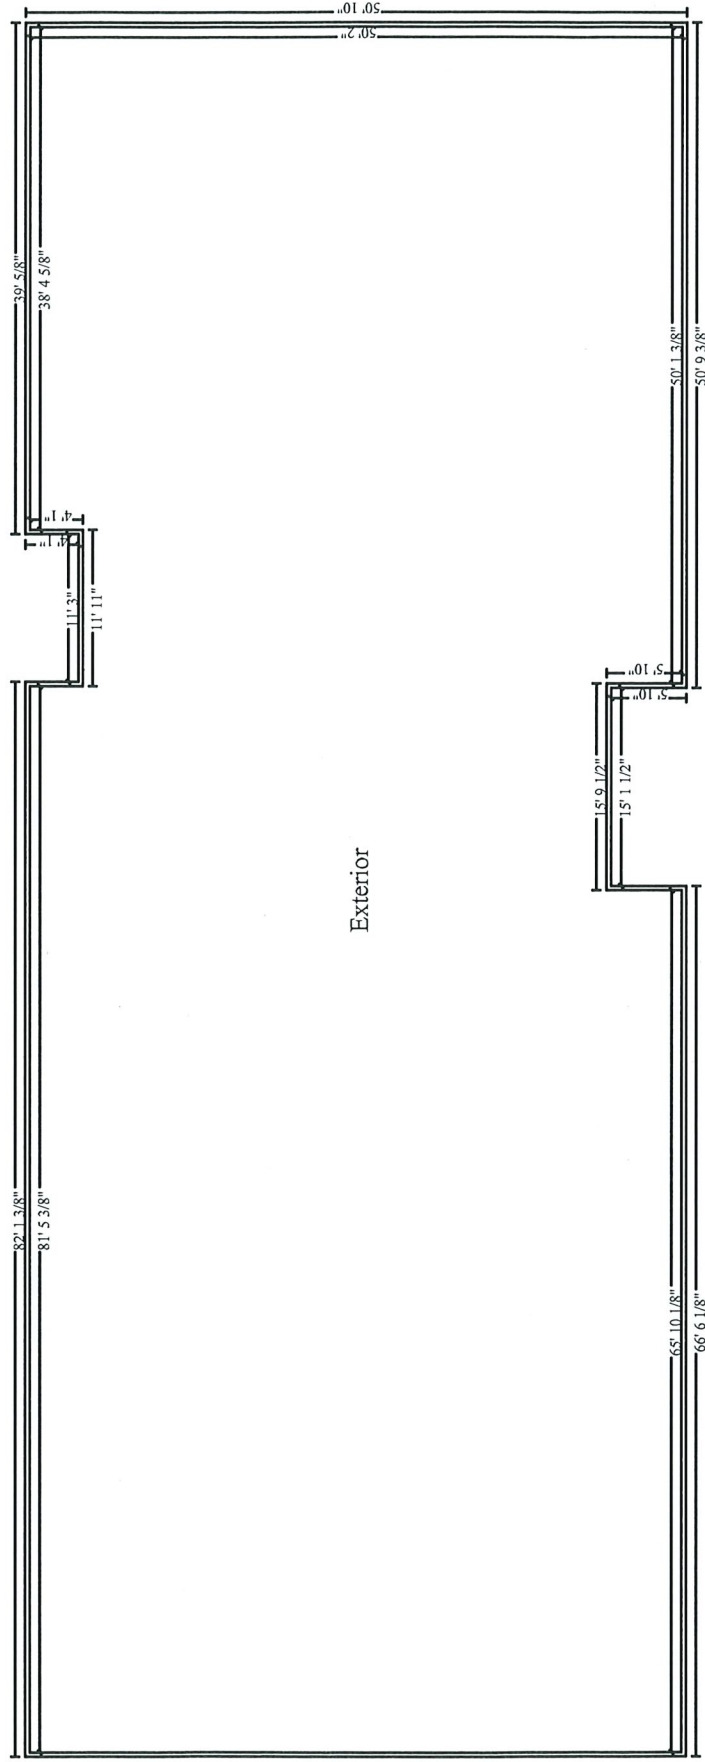 50' 10"
50' 2"
39' 5/8"
38' 4 5/8"
50' 1 3/8"
50' 9 3/8"
4' 1"
4' 1"
11' 3"
11' 11"
5' 10"
5' 10"
15' 9 1/2"
15' 1 1/2"
Exterior
82' 1 3/8"
81' 5 3/8"
65' 10 1/8"
66' 6 1/8"